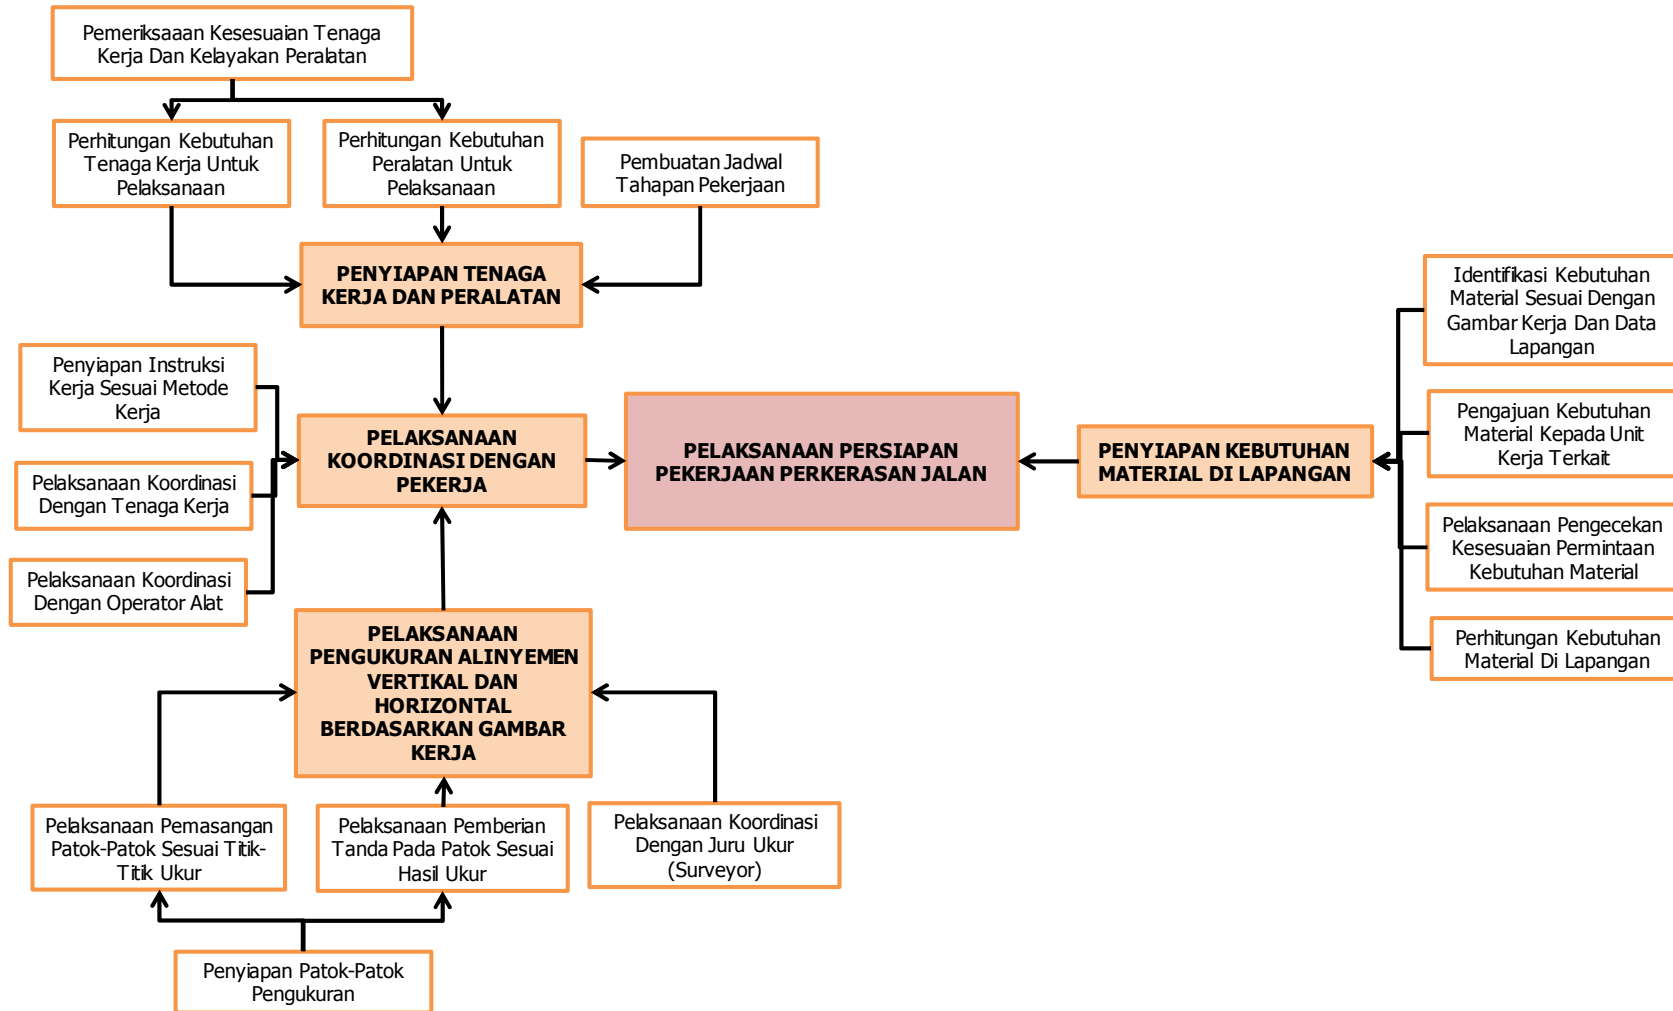 Pemeriksaaan Kesesuaian Tenaga
Kerja Dan Kelayakan Peralatan
Perhitungan Kebutuhan
Tenaga Kerja Untuk
Pelaksanaan
Perhitungan Kebutuhan
Peralatan Untuk
Pelaksanaan
Pembuatan Jadwal
Tahapan Pekerjaan
PENYIAPAN TENAGA
KERJA DAN PERALATAN
Penyiapan Instruksi
Kerja Sesuai Metode
Kerja
Pelaksanaan Koordinasi
Dengan Tenaga Kerja
Pelaksanaan Koordinasi
Dengan Operator Alat
PELAKSANAAN
KOORDINASI DENGAN
PEKERJA
PELAKSANAAN PERSIAPAN
PEKERJAAN PERKERASAN JALAN
PENYIAPAN KEBUTUHAN
MATERIAL DI LAPANGAN
Identifikasi Kebutuhan
Material Sesuai Dengan
Gambar Kerja Dan Data
Lapangan
Pengajuan Kebutuhan
Material Kepada Unit
Kerja Terkait
Pelaksanaan Pengecekan
Kesesuaian Permintaan
Kebutuhan Material
Perhitungan Kebutuhan
Material Di Lapangan
PELAKSANAAN
PENGUKURAN ALINYEMEN
VERTIKAL DAN
HORIZONTAL
BERDASARKAN GAMBAR
KERJA
Pelaksanaan Pemasangan
Patok-Patok Sesuai Titik-
Titik Ukur
Pelaksanaan Pemberian
Tanda Pada Patok Sesuai
Hasil Ukur
Pelaksanaan Koordinasi
Dengan Juru Ukur
(Surveyor)
Penyiapan Patok-Patok
Pengukuran